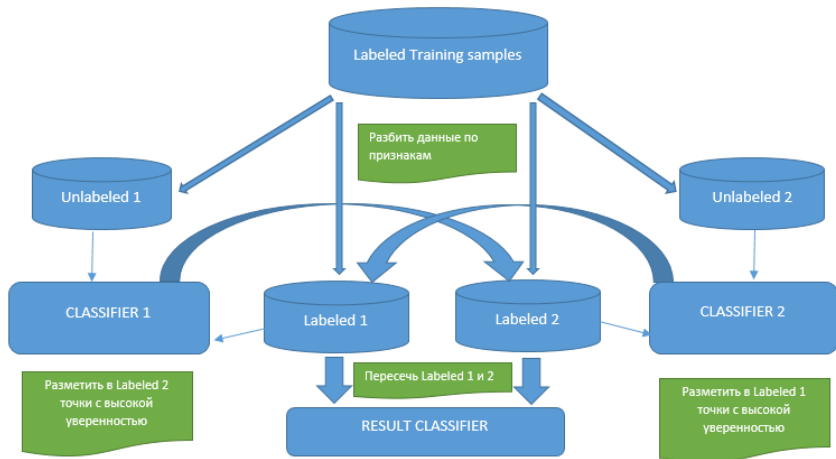 Labeled Training samples
Разбить данные по
признакам
Unlabeled 1
Unlabeled 2
CLASSIFIER 1
Labeled 1
Labeled 2
CLASSIFIER 2
Разметить в Labeled 2
точки с высокой
уверенностью
Пересечь Labeled 1 и 2
Разметить в Labeled 1
точки с высокой
уверенностью
RESULT CLASSIFIER